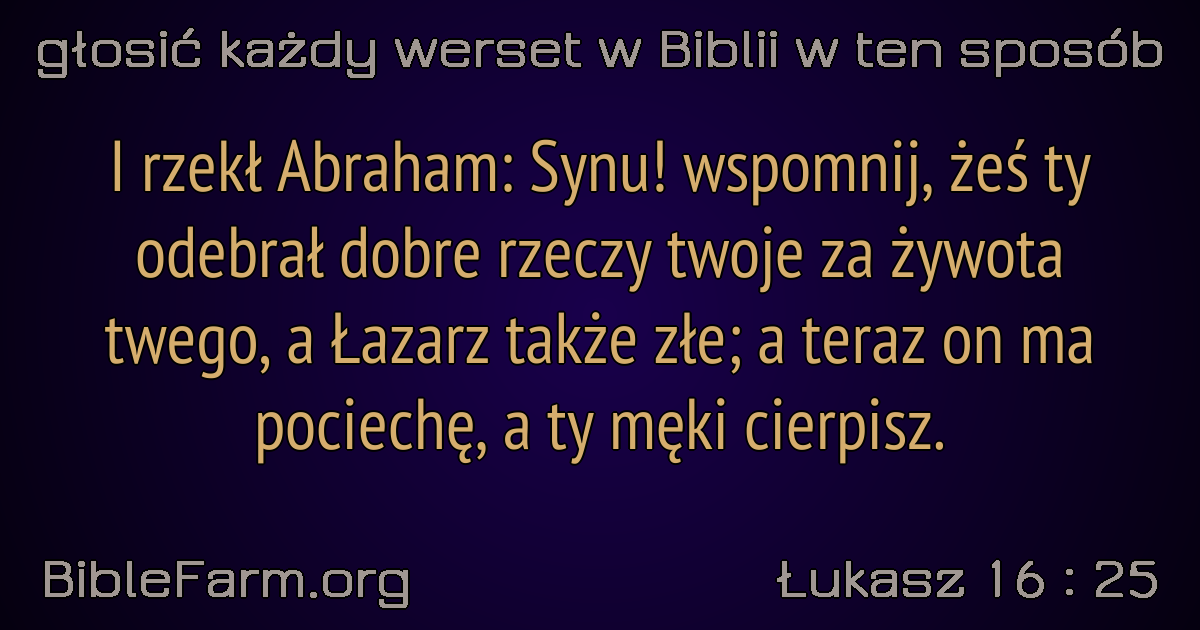 głosić każdy werset w Biblii w ten sposób
I rzekł Abraham: Synu! wspomnij, żeś ty
odebrał dobre rzeczy twoje za żywota
twego, a Łazarz także złe; a teraz on ma
pociechę, a ty męki cierpisz.
BibleFarm.org
Łukasz 16 : 25